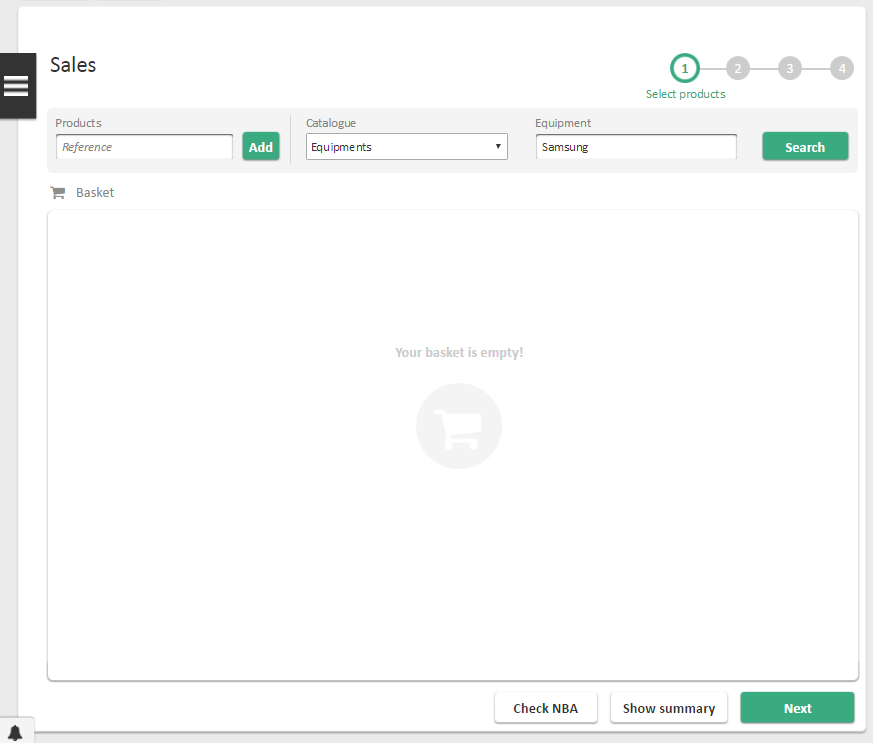 Sales
1 2 3 4
Select products
Products Catalogue Equipment
Reference Add Equipments Samsung Search
Basket
Your basket is empty!
Check NBA Show summary Next